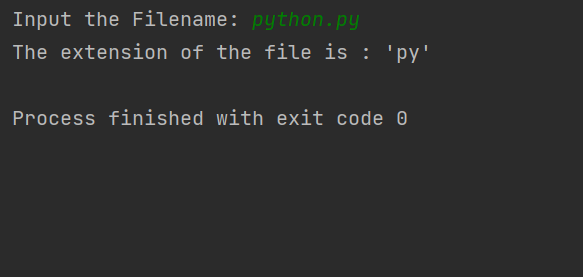 Input the Filename: python.py
The extension of the file is : 'py'
Process finished with exit code 0